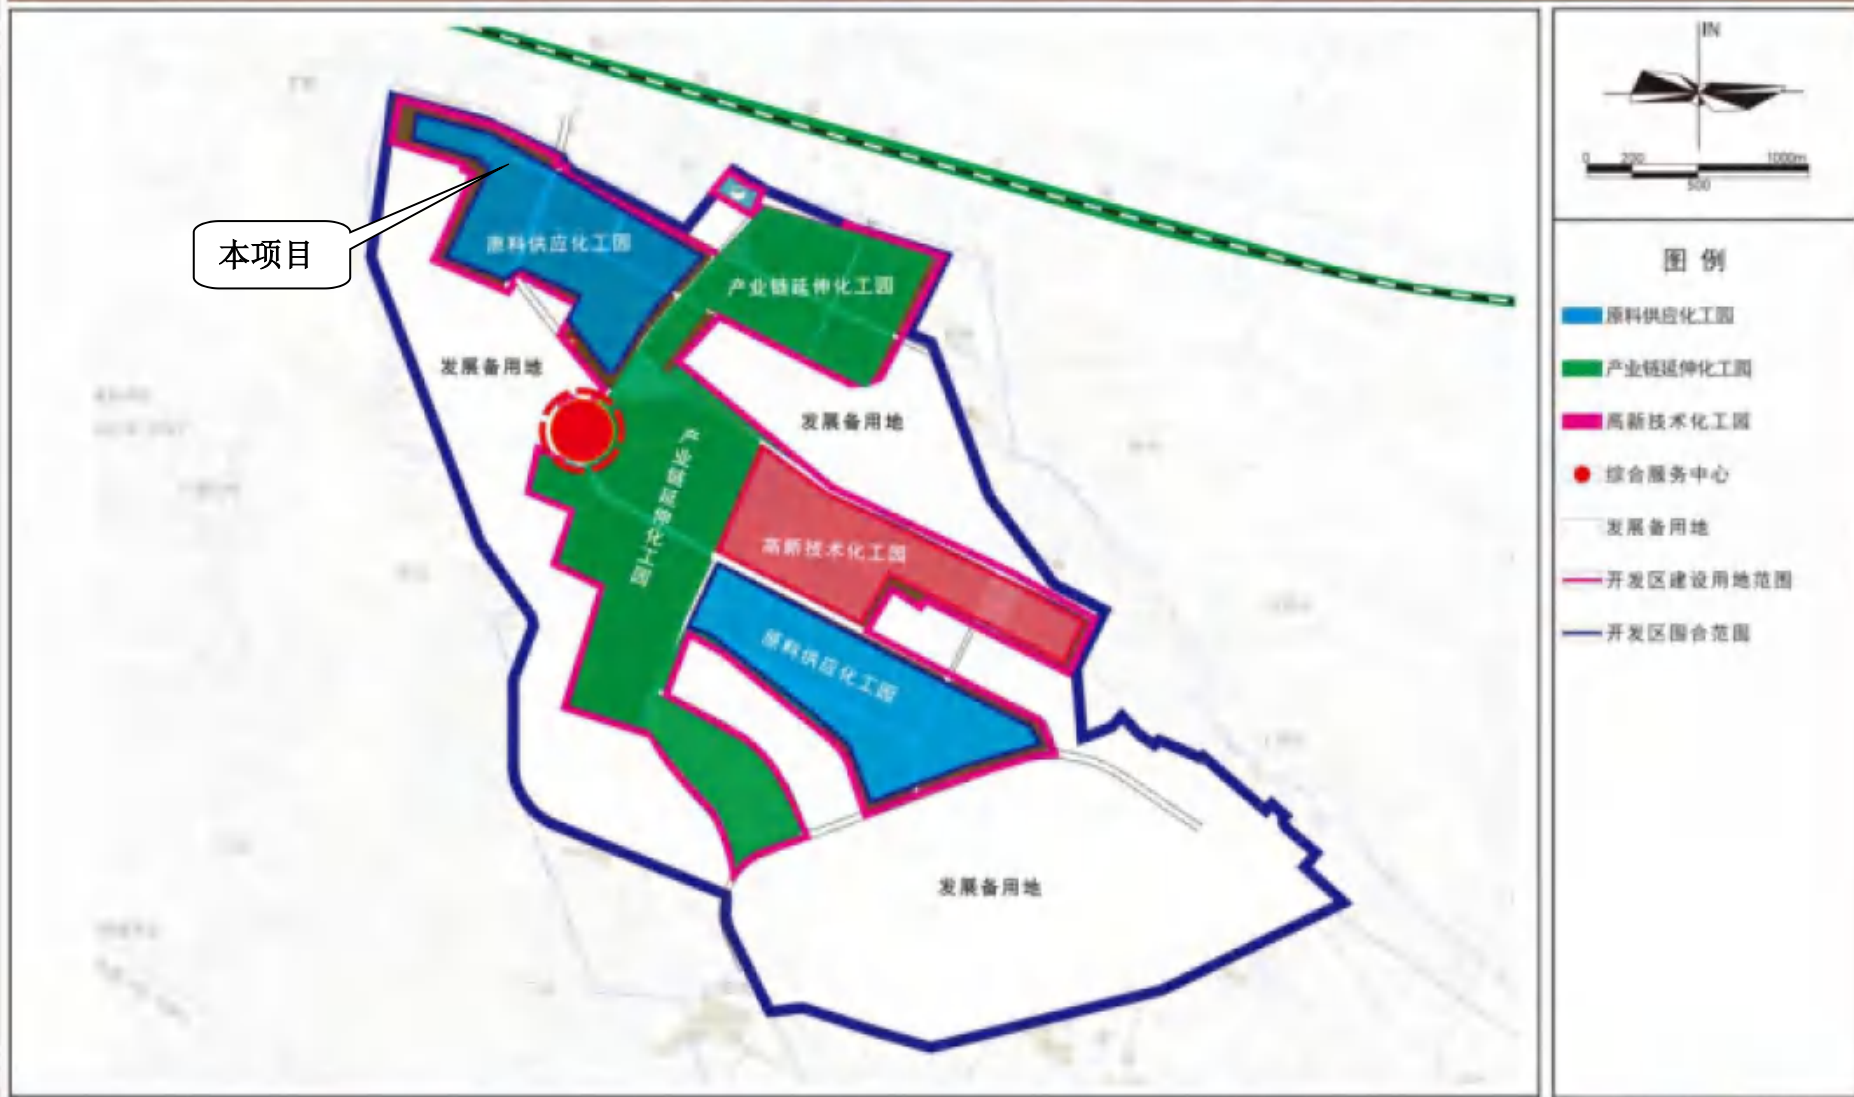 本项目
原料供应化工园
产业链延伸化工园
发展备用地
发展备用地
产业链延伸化工园
高新技术化工园
原料供应化工园
发展备用地
N
0 200 1000m
500
图例
原料供应化工园
产业链延伸化工园
高新技术化工园
综合服务中心
发展备用地
开发区建设用地范围
开发区围合范围